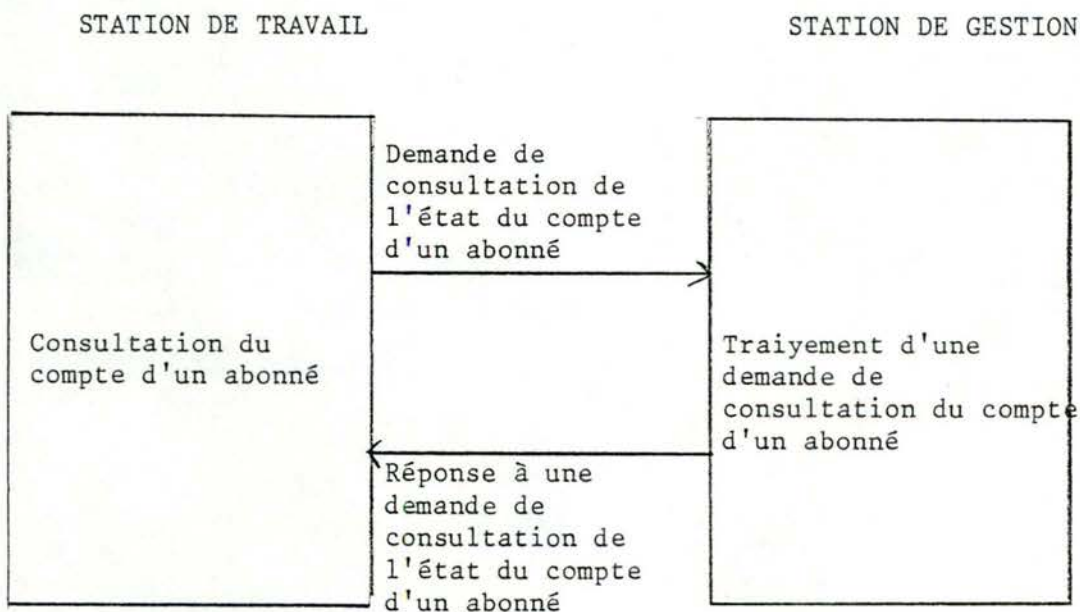 STATION DE TRAVAIL
STATION DE GESTION
Demande de
consultation de
l'état du compte
d'un abonné
Consultation du
compte d'un abonné
Traiyement d'une
demande de
consultation du compte
d'un abonné
Réponse à une
demande de
consultation de
l'état du compte
d'un abonné